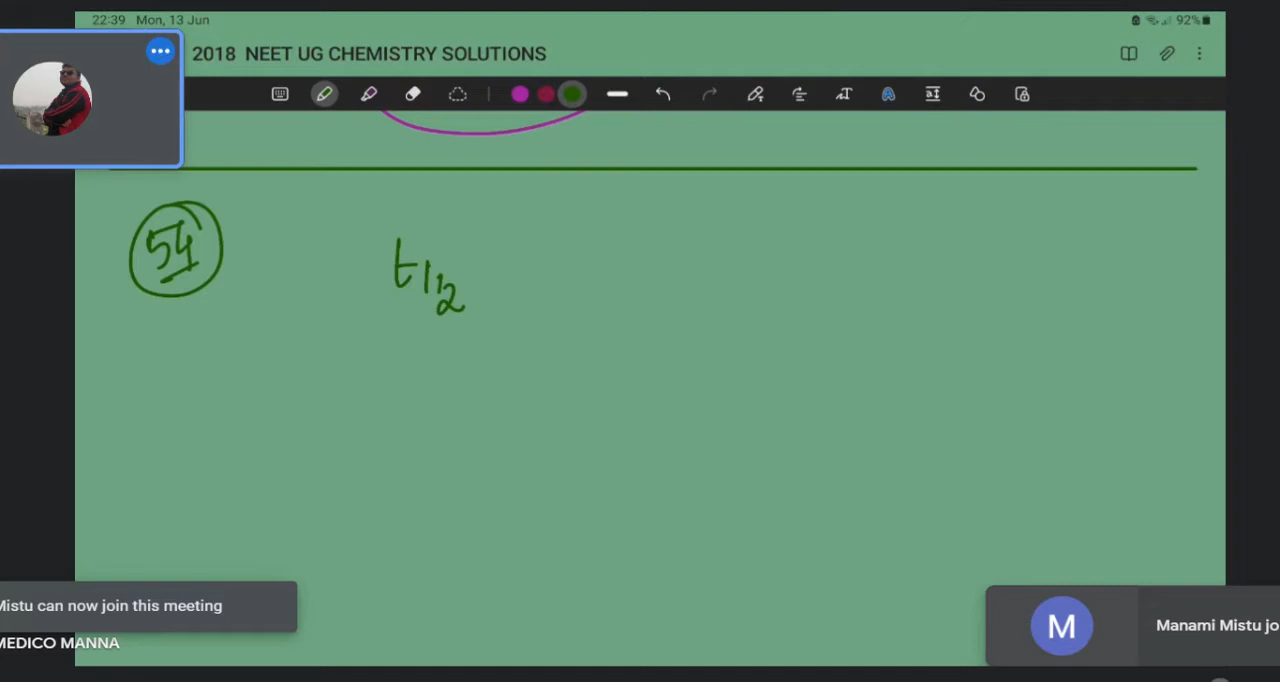 22:39 Mon, 13 Jun
92%
2018 NEET UG CHEMISTRY SOLUTIONS
54
t1/2
Mistu can now join this meeting
MEDICO MANNA
M
Manami Mistu jo